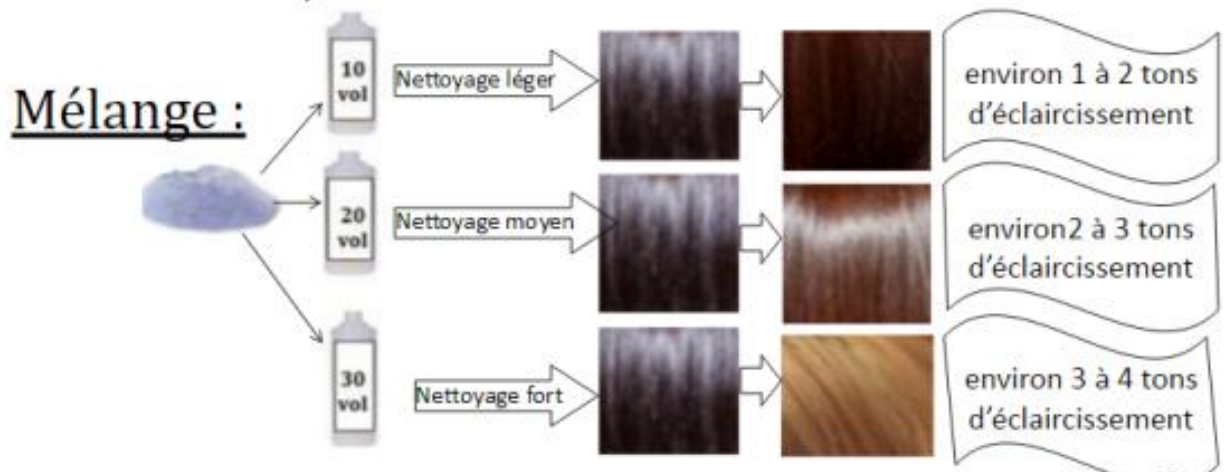 Mélange :
10
vol
Nettoyage léger
environ 1 à 2 tons
d'éclaircissement
20
vol
Nettoyage moyen
environ2 à 3 tons
d'éclaircissement
30
vol
Nettoyage fort
environ 3 à 4 tons
d'éclaircissement